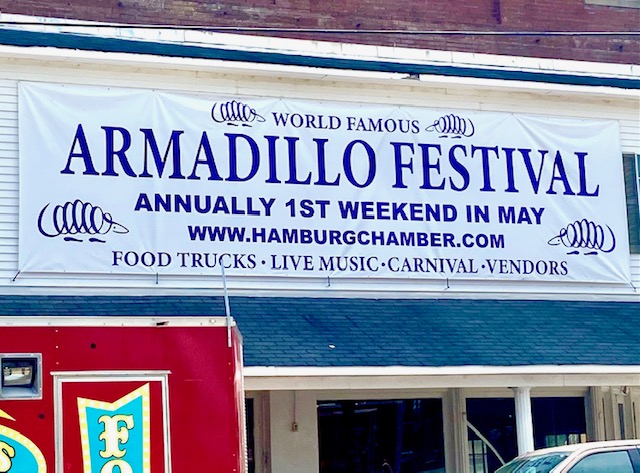 WORLD FAMOUS
ARMADILLO FESTIVAL
ANNUALLY 1ST WEEKEND IN MAY
WWW.HAMBURGCHAMBER.COM
FOOD TRUCKS • LIVE MUSIC • CARNIVAL • VENDORS